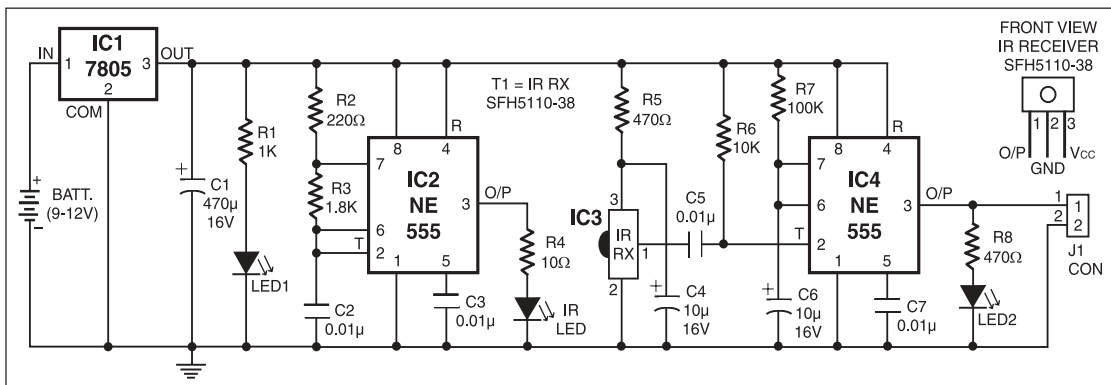 IN
IC1
7805
1
3
OUT
2
COM
BATT.
(9-12V)
+
-
R1
1K
+
C1
470µ
16V
LED1
R2
220Ω
R3
1.8K
T
C2
0.01µ
7
6
2
8
4
R
IC2
NE
555
3
O/P
1
5
C3
0.01µ
R4
10Ω
IR
LED
T1 = IR RX
SFH5110-38
R5
470Ω
IC3
3
IR
RX
1
2
C5
0.01µ
R6
10K
+
C4
10µ
16V
R7
100K
T
+
C6
10µ
16V
7
6
2
8
4
R
IC4
NE
555
3
O/P
1
5
C7
0.01µ
R8
470Ω
LED2
1
2
1
2
J1
CON
FRONT VIEW
IR RECEIVER
SFH5110-38
1 2 3
O/P
GND
Vcc